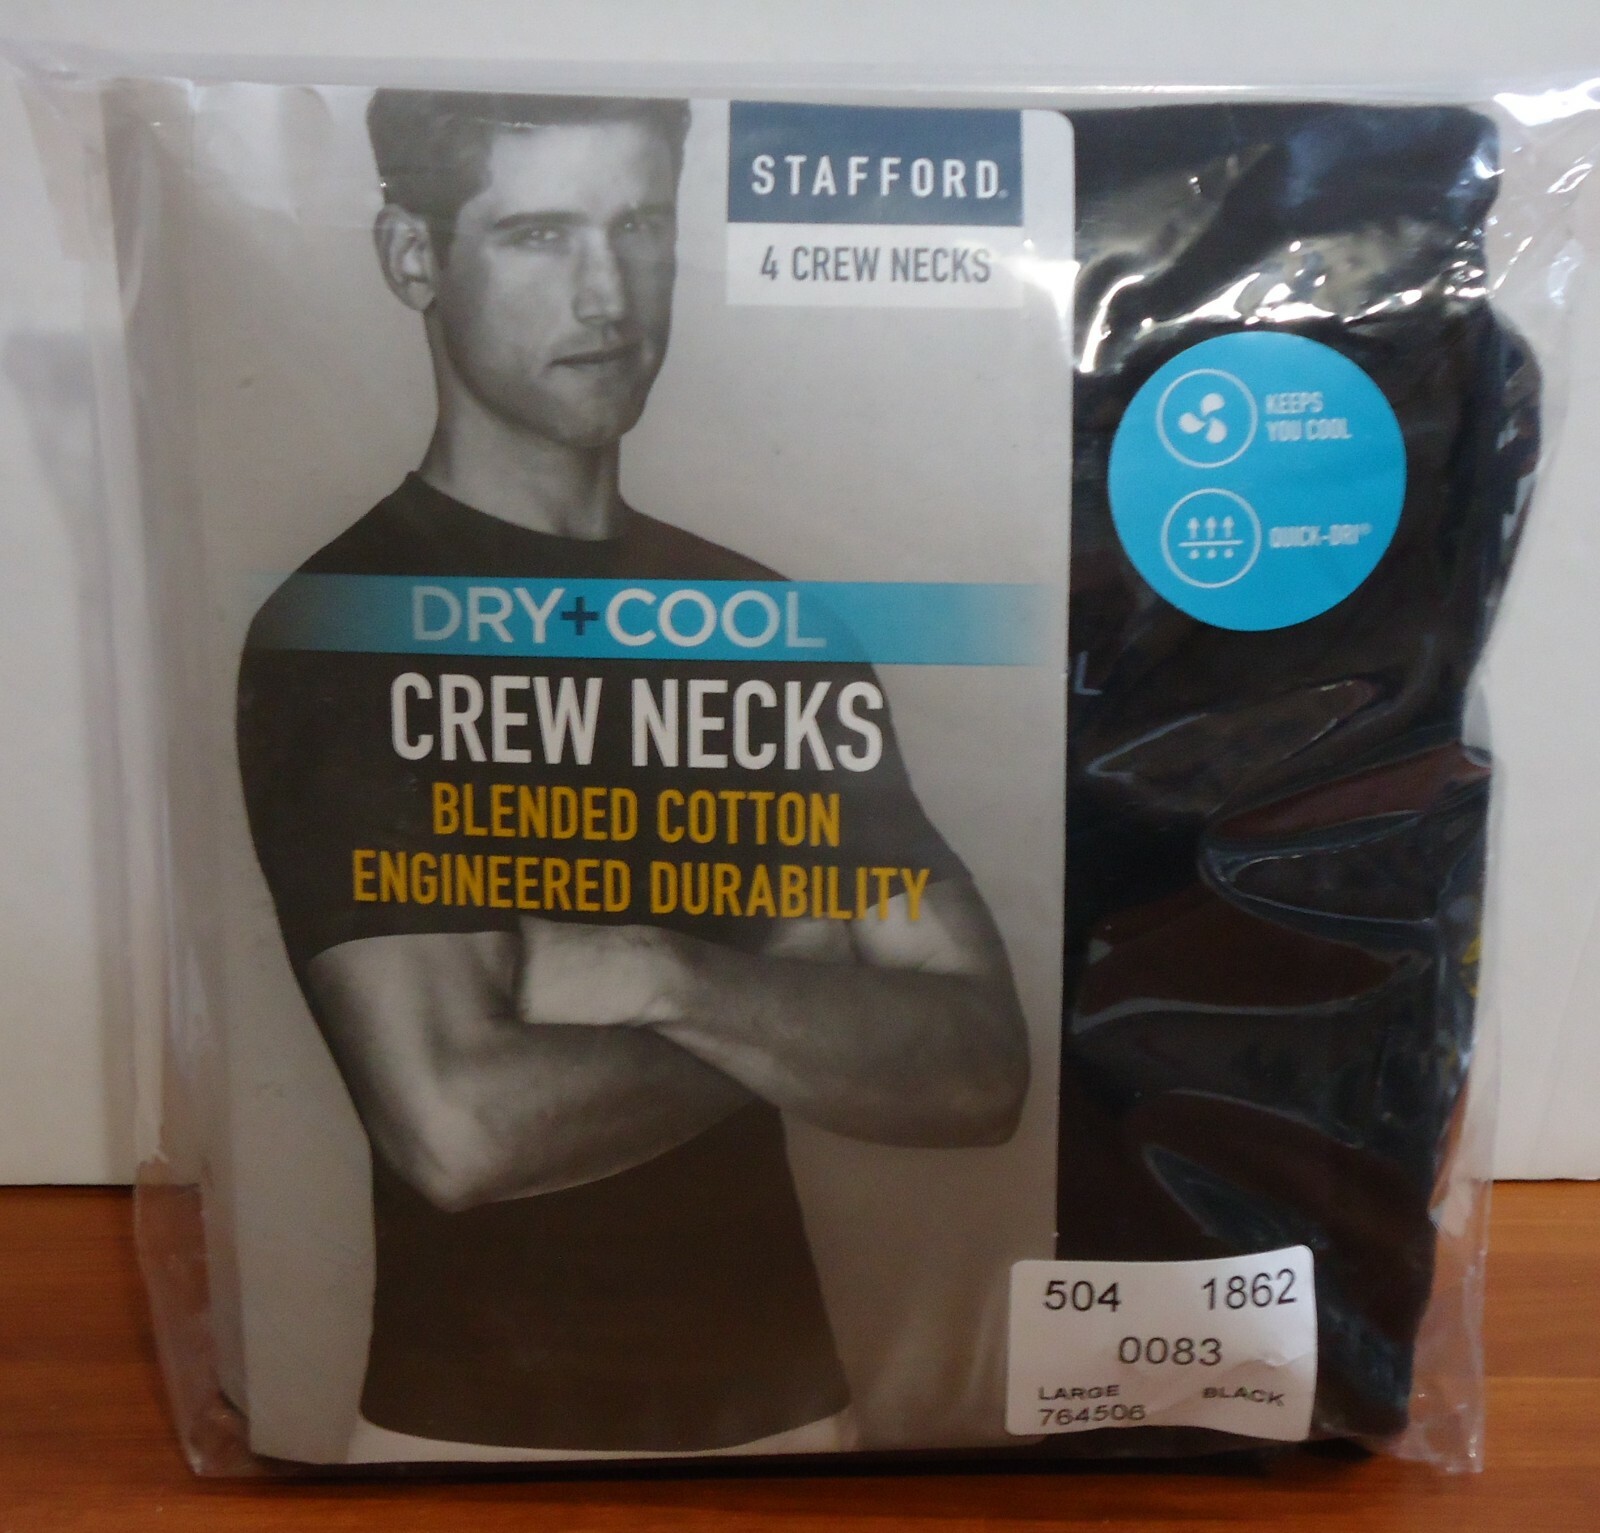 STAFFORD®
4 CREW NECKS
KEEPS
YOU COOL
QUICK-DRI®
DRY+COOL
CREW NECKS
BLENDED COTTON
ENGINEERED DURABILITY
L
504 1862
0083
LARGE BLACK
764506